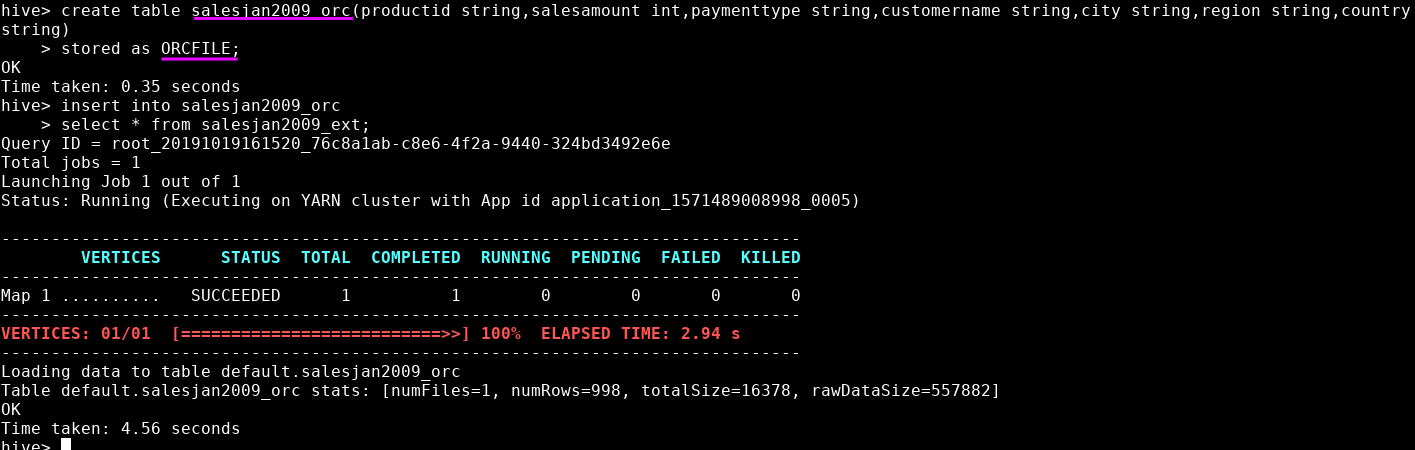 hive> create table salesjan2009_orc(productid string,salesamount int,paymenttype string,customername string,city string,region string,country
string)
    > stored as ORCFILE;
OK
Time taken: 0.35 seconds
hive> insert into salesjan2009_orc
    > select * from salesjan2009_ext;
Query ID = root_20191019161520_76c8a1ab-c8e6-4f2a-9440-324bd3492e6e
Total jobs = 1
Launching Job 1 out of 1
Status: Running (Executing on YARN cluster with App id application_1571489008998_0005)
--------------------------------------------------------------------------------
        VERTICES      STATUS  TOTAL  COMPLETED  RUNNING  PENDING  FAILED  KILLED
--------------------------------------------------------------------------------
Map 1 ..........   SUCCEEDED      1          1        0        0       0       0
--------------------------------------------------------------------------------
VERTICES: 01/01  [==========================>>] 100%  ELAPSED TIME: 2.94 s
--------------------------------------------------------------------------------
Loading data to table default.salesjan2009_orc
Table default.salesjan2009_orc stats: [numFiles=1, numRows=998, totalSize=16378, rawDataSize=557882]
OK
Time taken: 4.56 seconds
hive>